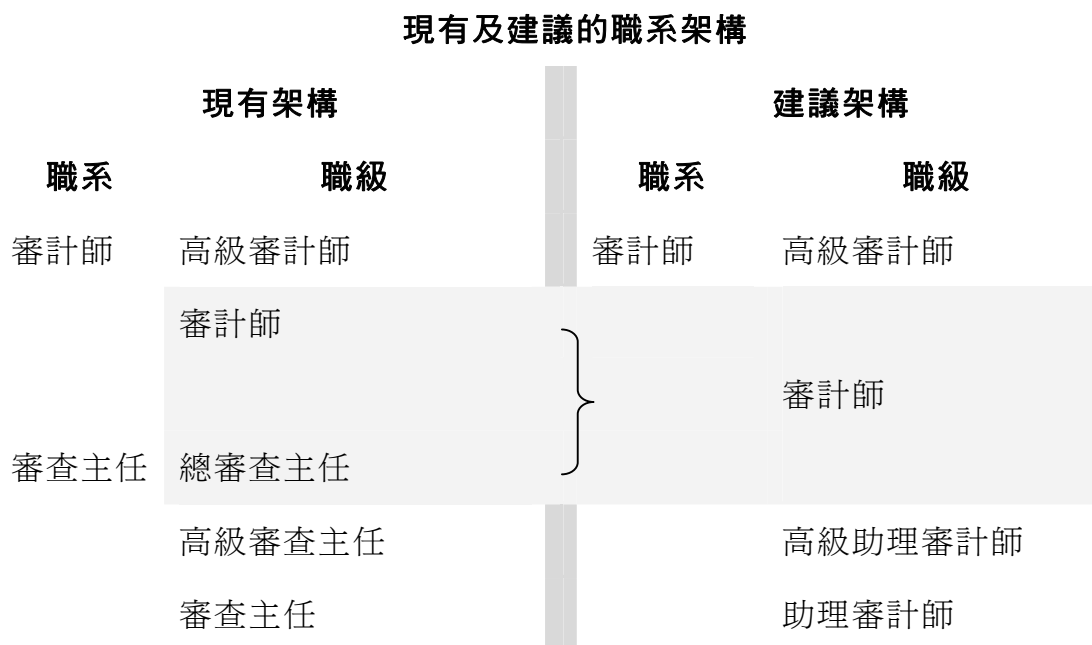 現有及建議的職系架構
現有架構 建議架構
職系 職級 職系 職級
審計師 高級審計師 審計師 高級審計師
審計師
審計師
審查主任 總審查主任
高級審查主任 高級助理審計師
審查主任 助理審計師